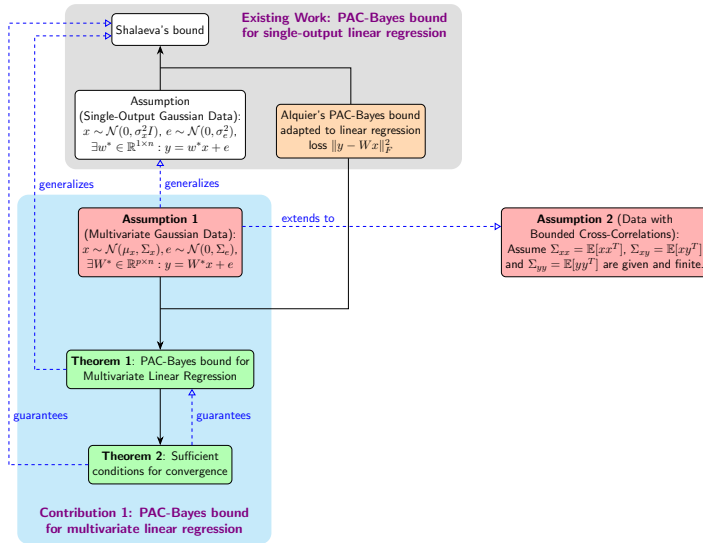 Existing Work: PAC-Bayes bound
for single-output linear regression
Shalaeva's bound
Assumption
(Single-Output Gaussian Data):
x ∼ N(0, σ_x^2 I), e ∼ N(0, σ_e^2),
∃w* ∈ ℝ^{1×n} : y = w*x + e
Alquier's PAC-Bayes bound
adapted to linear regression
loss ‖y − Wx‖_F^2
generalizes
generalizes
Assumption 1
(Multivariate Gaussian Data):
x ∼ N(μ_x, Σ_x), e ∼ N(0, Σ_e),
∃W* ∈ ℝ^{p×n} : y = W*x + e
extends to
Assumption 2 (Data with
Bounded Cross-Correlations):
Assume Σ_xx = 𝔼[xx^T], Σ_xy = 𝔼[xy^T]
and Σ_yy = 𝔼[yy^T] are given and finite.
Theorem 1: PAC-Bayes bound for
Multivariate Linear Regression
guarantees
guarantees
Theorem 2: Sufficient
conditions for convergence
Contribution 1: PAC-Bayes bound
for multivariate linear regression